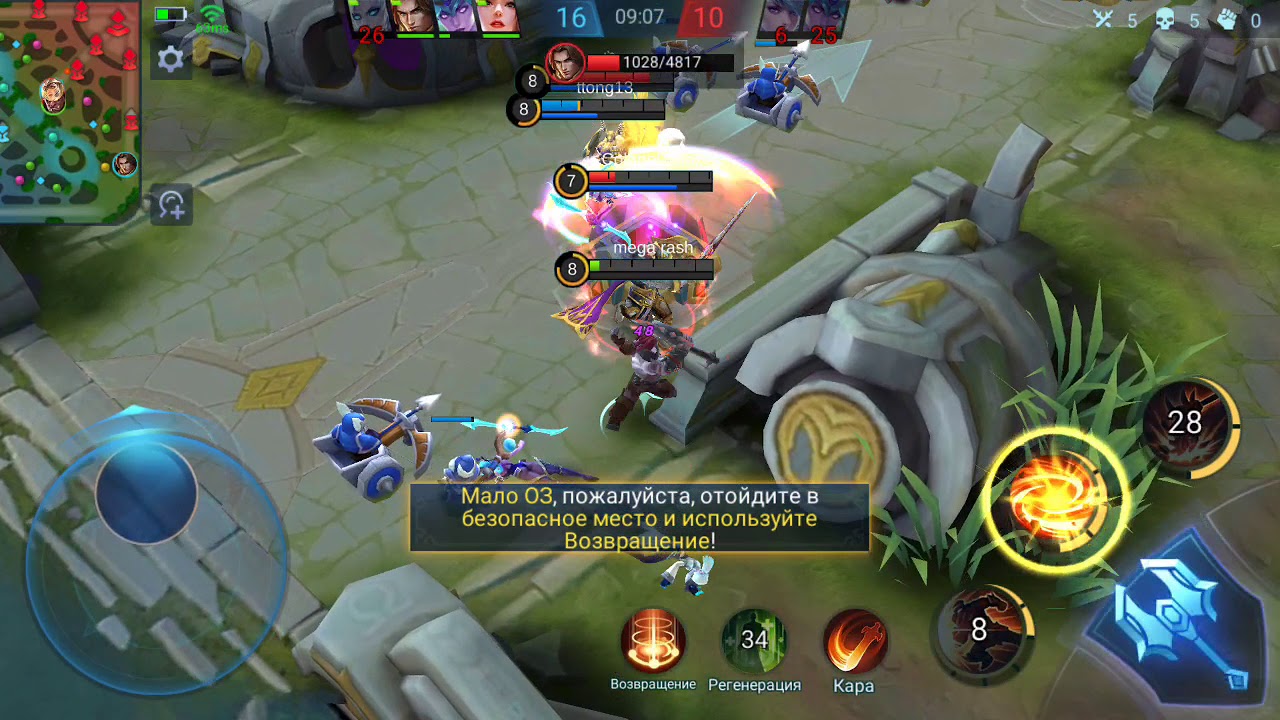 63ms
16 09:07 10
5 5 0
26
6 25
1028/4817
8
ttong13
8
7
mega rash
8
48
28
Мало ОЗ, пожалуйста, отойдите в
безопасное место и используйте
Возвращение!
8
34
Возвращение Регенерация Кара